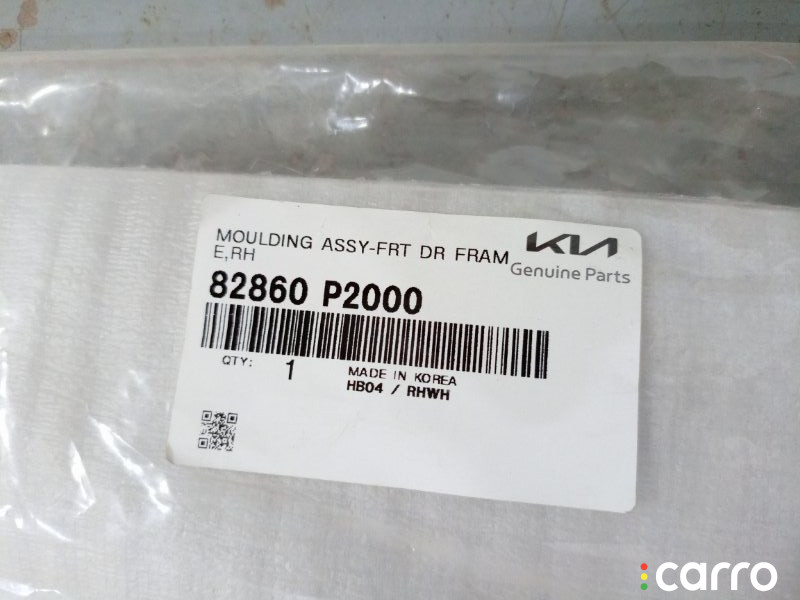 MOULDING ASSY-FRT DR FRAM
E,RH
KIA
Genuine Parts
82860 P2000
QTY: 1 MADE IN KOREA
HB04 / RHWH
carro